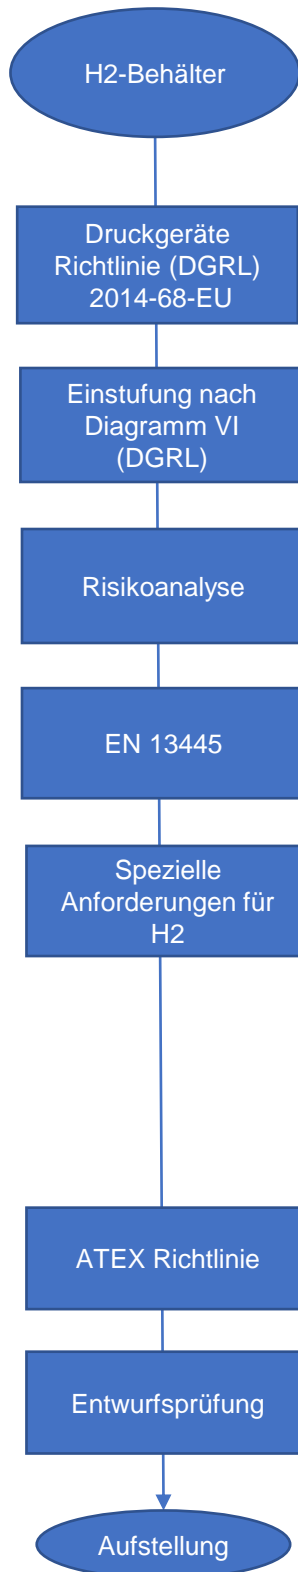 H2-Behälter
Druckgeräte
Richtlinie (DGRL)
2014-68-EU
Einstufung nach
Diagramm VI
(DGRL)
Risikoanalyse
EN 13445
Spezielle
Anforderungen für
H2
ATEX Richtlinie
Entwurfsprüfung
Aufstellung